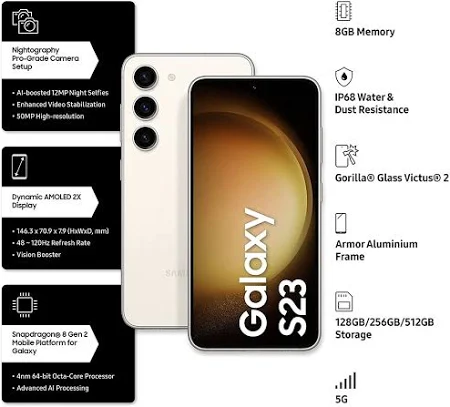 Nightography
Pro-Grade Camera
Setup
• AI-boosted 12MP Night Selfies
• Enhanced Video Stabilization
• 50MP High-resolution
Dynamic AMOLED 2X
Display
• 146.3 x 70.9 x 7.9 (HxWxD, mm)
• 48 ~ 120Hz Refresh Rate
• Vision Booster
Snapdragon® 8 Gen 2
Mobile Platform for
Galaxy
• 4nm 64-bit Octa-Core Processor
• Advanced AI Processing
Galaxy
S23
8GB Memory
IP68 Water &
Dust Resistance
Gorilla® Glass Victus® 2
Armor Aluminium
Frame
128GB/256GB/512GB
Storage
5G